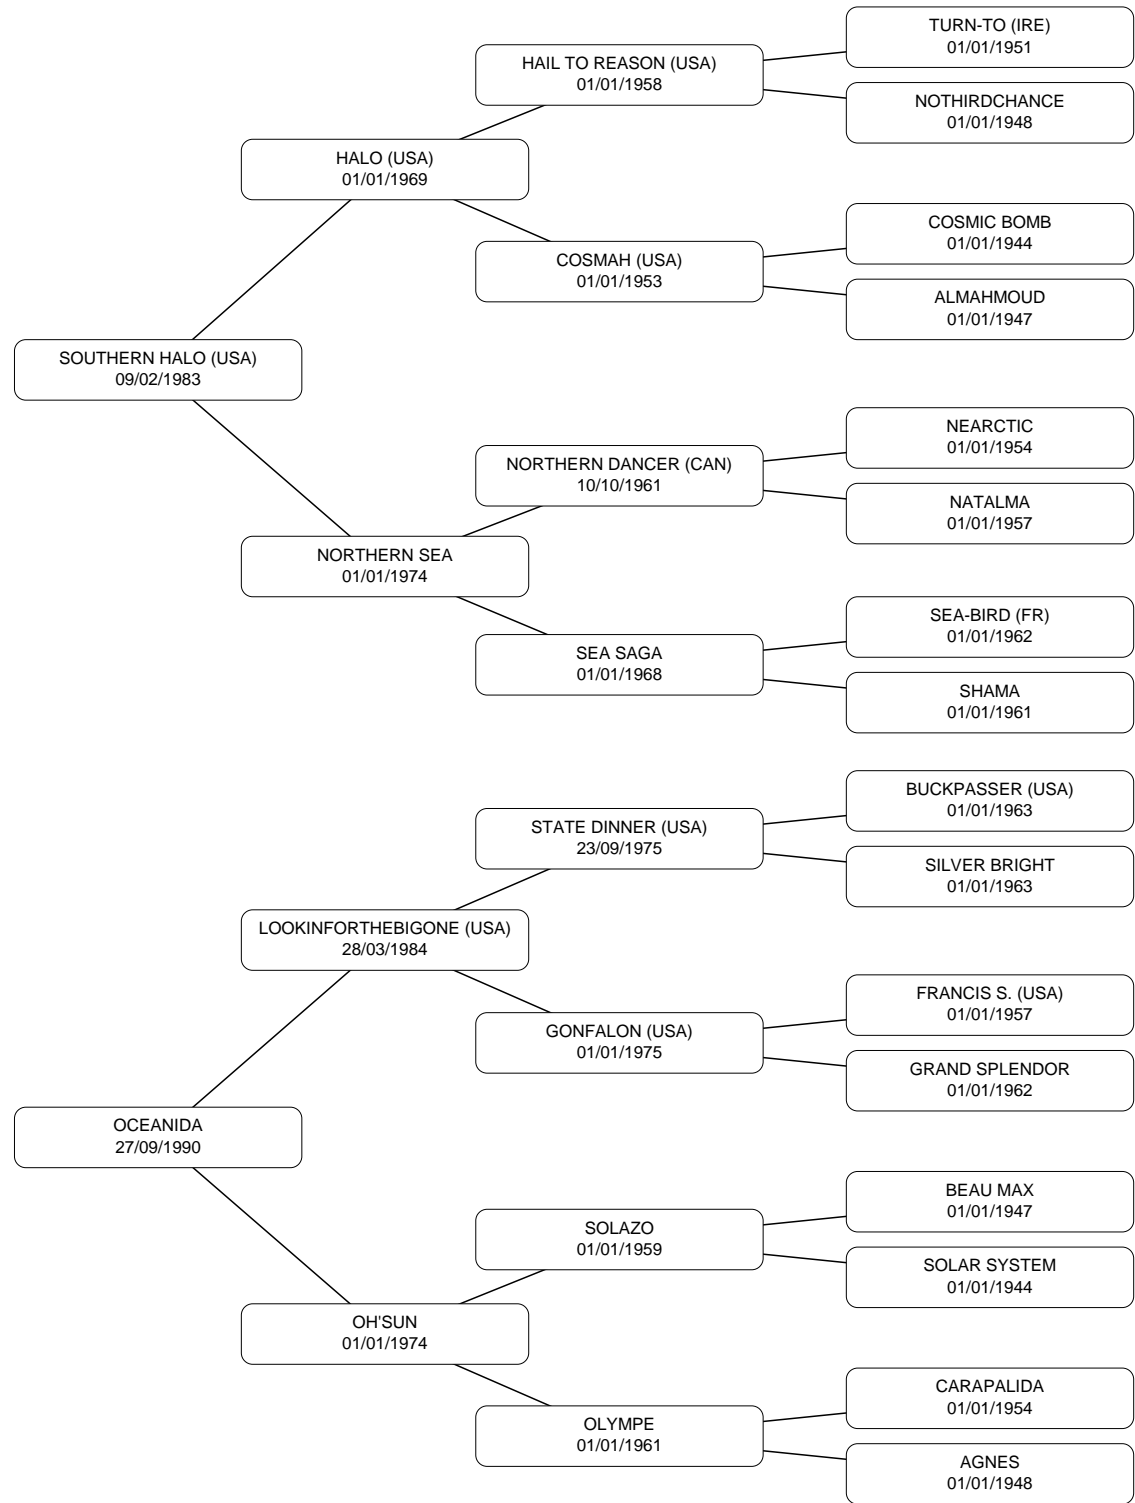 TURN-TO (IRE)
01/01/1951
HAIL TO REASON (USA)
01/01/1958
NOTHIRDCHANCE
01/01/1948
HALO (USA)
01/01/1969
COSMIC BOMB
01/01/1944
COSMAH (USA)
01/01/1953
ALMAHMOUD
01/01/1947
SOUTHERN HALO (USA)
09/02/1983
NEARCTIC
01/01/1954
NORTHERN DANCER (CAN)
10/10/1961
NATALMA
01/01/1957
NORTHERN SEA
01/01/1974
SEA-BIRD (FR)
01/01/1962
SEA SAGA
01/01/1968
SHAMA
01/01/1961
BUCKPASSER (USA)
01/01/1963
STATE DINNER (USA)
23/09/1975
SILVER BRIGHT
01/01/1963
LOOKINFORTHEBIGONE (USA)
28/03/1984
FRANCIS S. (USA)
01/01/1957
GONFALON (USA)
01/01/1975
GRAND SPLENDOR
01/01/1962
OCEANIDA
27/09/1990
BEAU MAX
01/01/1947
SOLAZO
01/01/1959
SOLAR SYSTEM
01/01/1944
OH'SUN
01/01/1974
CARAPALIDA
01/01/1954
OLYMPE
01/01/1961
AGNES
01/01/1948